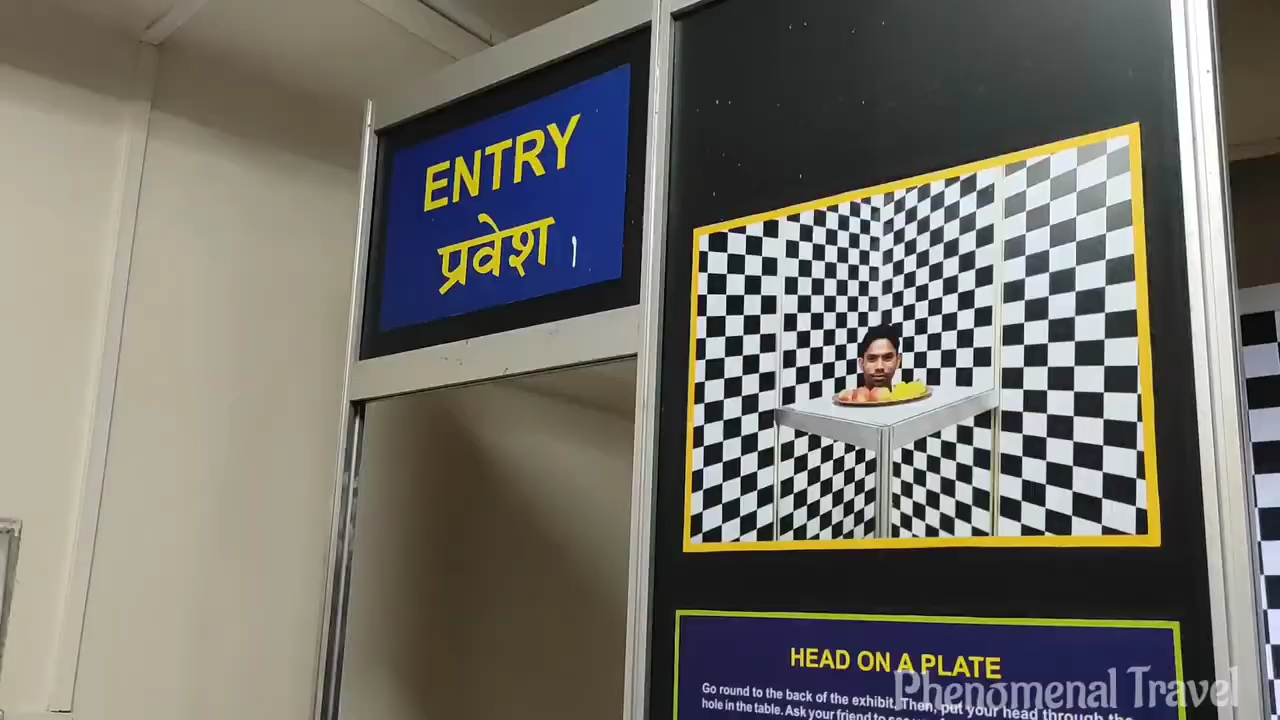 ENTRY
प्रवेश
HEAD ON A PLATE
Go round to the back of the exhibit. Then, put your head through the
hole in the table. Ask your friend to see
Phenomenal Travel